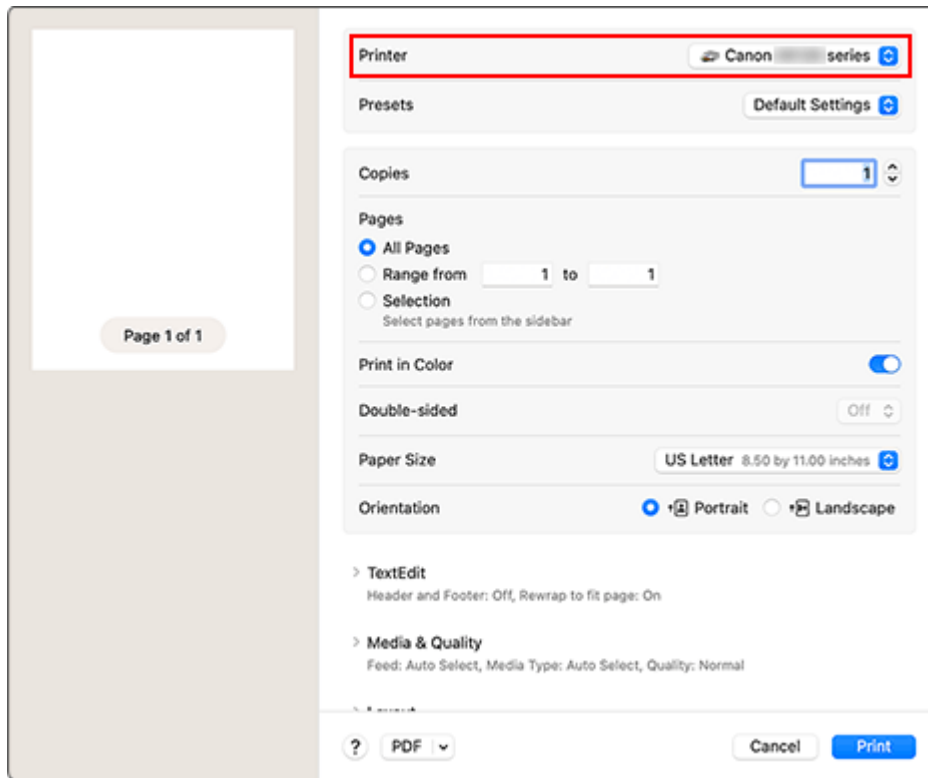 Printer Canon series
Presets Default Settings
Copies 1
Pages
All Pages
Range from 1 to 1
Selection
Select pages from the sidebar
Page 1 of 1
Print in Color
Double-sided Off
Paper Size US Letter 8.50 by 11.00 inches
Orientation Portrait Landscape
TextEdit
Header and Footer: Off, Rewrap to fit page: On
Media & Quality
Feed: Auto Select, Media Type: Auto Select, Quality: Normal
? PDF Cancel Print